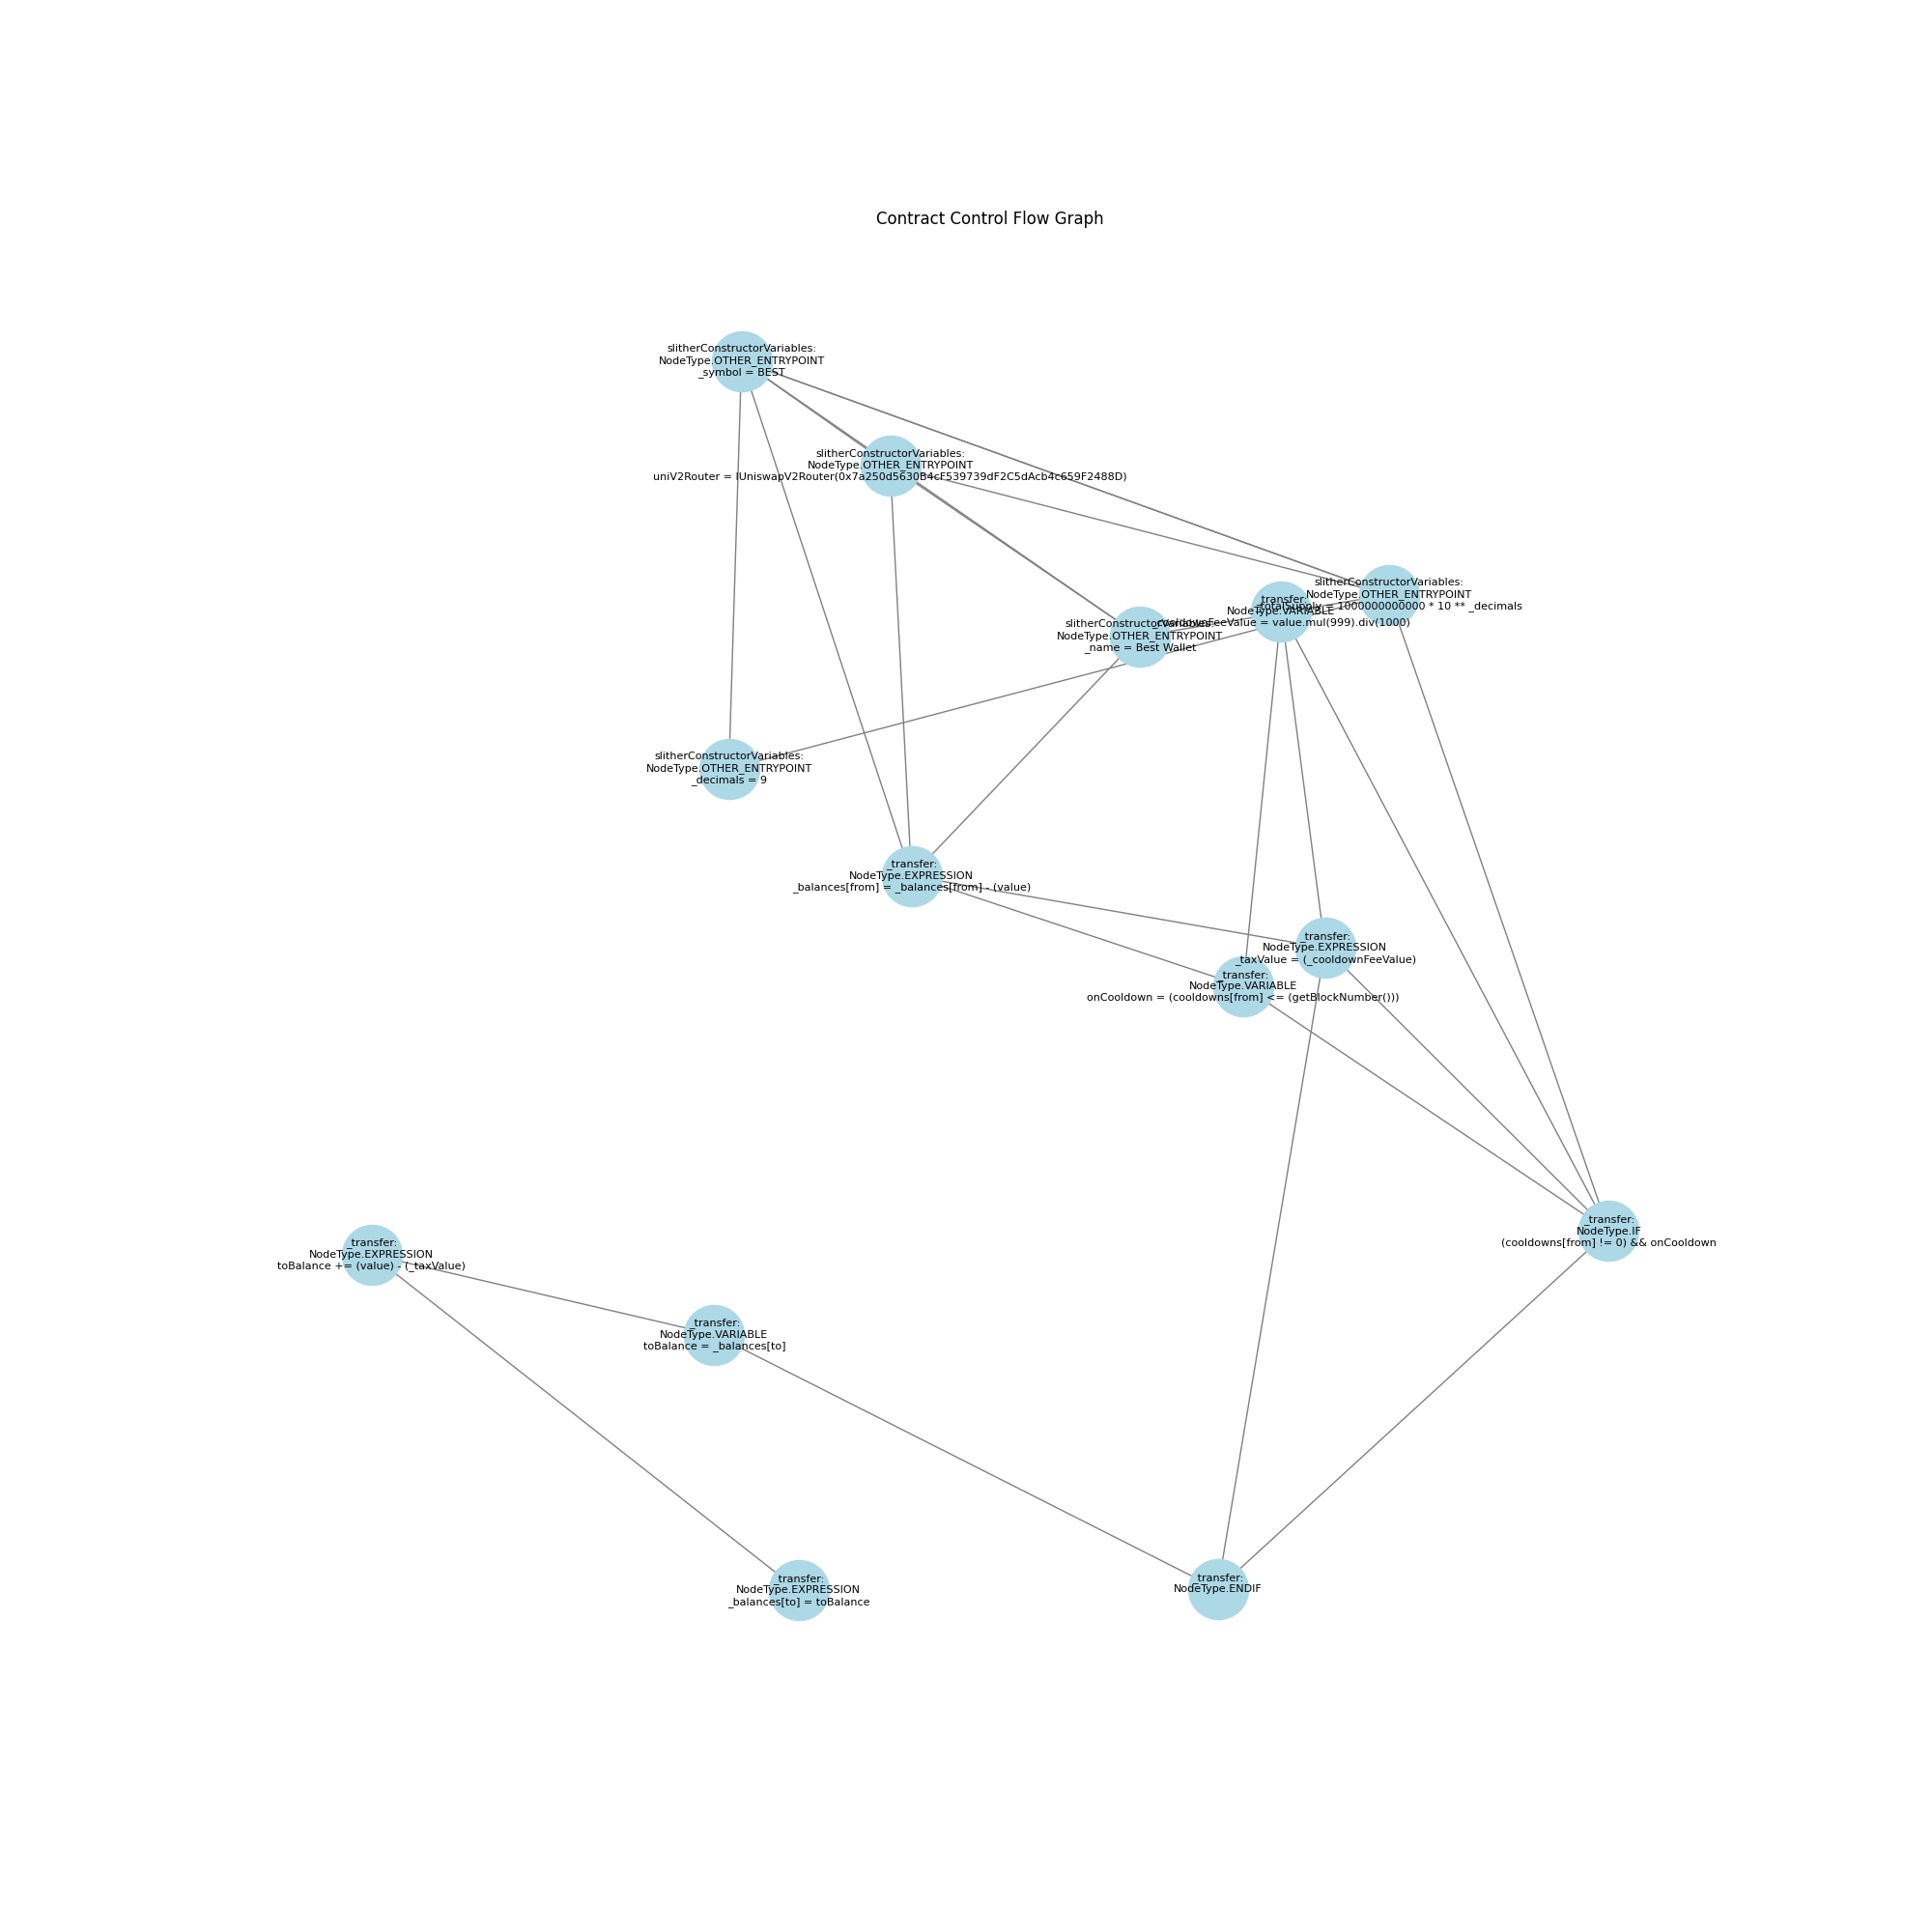 Contract Control Flow Graph
slitherConstructorVariables:
NodeType.OTHER_ENTRYPOINT
_symbol = BEST
slitherConstructorVariables:
NodeType.OTHER_ENTRYPOINT
uniV2Router = IUniswapV2Router(0x7a250d5630B4cF539739dF2C5dAcb4c659F2488D)
slitherConstructorVariables:
NodeType.OTHER_ENTRYPOINT
_totalSupply = 1000000000000 * 10 ** _decimals
_transfer:
NodeType.VARIABLE
_cooldownFeeValue = value.mul(999).div(1000)
slitherConstructorVariables:
NodeType.OTHER_ENTRYPOINT
_name = Best Wallet
slitherConstructorVariables:
NodeType.OTHER_ENTRYPOINT
_decimals = 9
_transfer:
NodeType.EXPRESSION
_balances[from] = _balances[from] - (value)
_transfer:
NodeType.EXPRESSION
_taxValue = (_cooldownFeeValue)
_transfer:
NodeType.VARIABLE
onCooldown = (cooldowns[from] <= (getBlockNumber()))
_transfer:
NodeType.IF
(cooldowns[from] != 0) && onCooldown
_transfer:
NodeType.EXPRESSION
toBalance += (value) - (_taxValue)
_transfer:
NodeType.VARIABLE
toBalance = _balances[to]
_transfer:
NodeType.EXPRESSION
_balances[to] = toBalance
_transfer:
NodeType.ENDIF